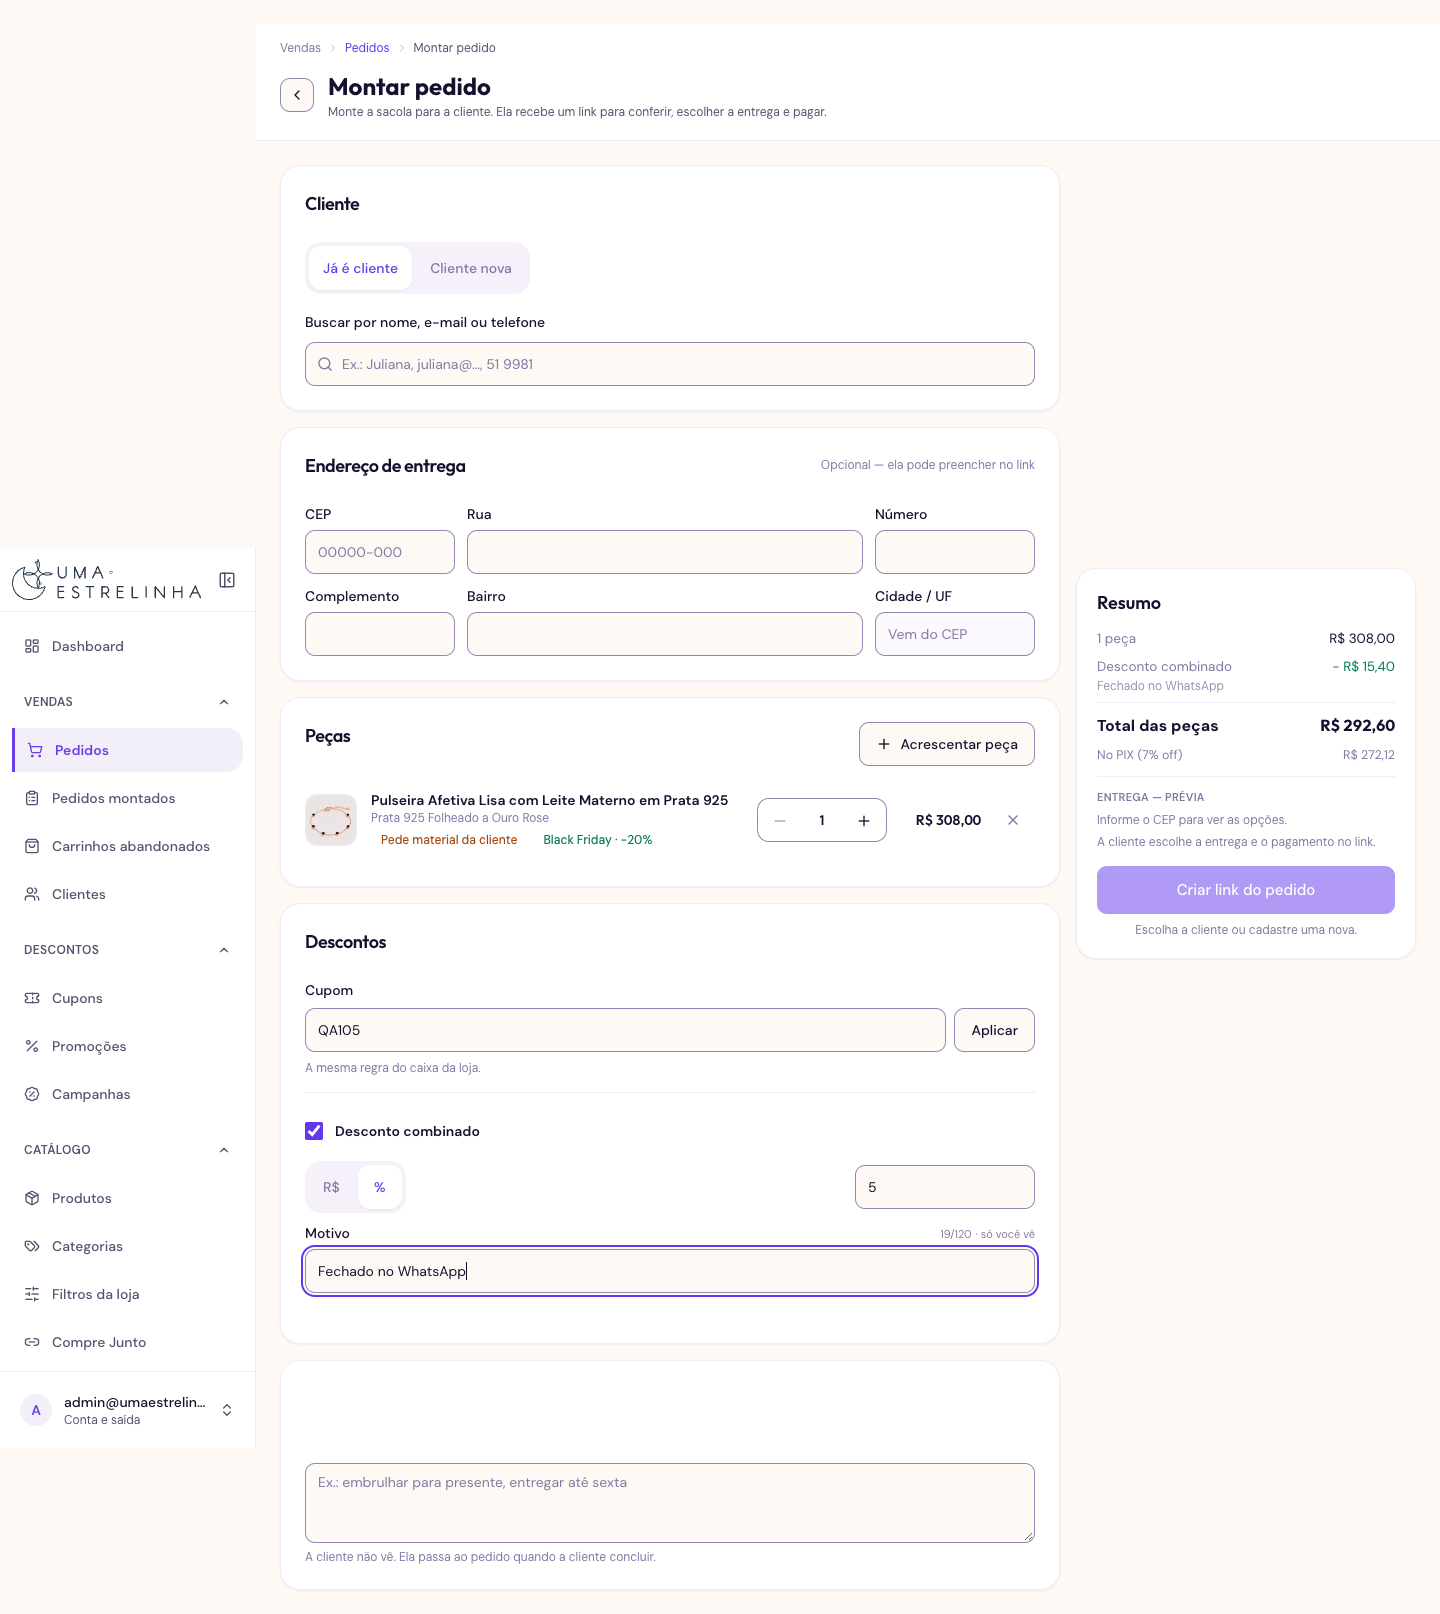 Vendas
Pedidos
Montar pedido
Montar pedido
Monte a sacola para a cliente. Ela recebe um link para conferir, escolher a entrega e pagar.
Cliente
Já é cliente
Cliente nova
Buscar por nome, e-mail ou telefone
Ex.: Juliana, juliana@..., 51 9981
Endereço de entrega
Opcional — ela pode preencher no link
CEP
Rua
Número
00000-000
Complemento
Bairro
Cidade / UF
Vem do CEP
Peças
Acrescentar peça
Pulseira Afetiva Lisa com Leite Materno em Prata 925
Prata 925 Folheado a Ouro Rose
Pede material da cliente
Black Friday · -20%
1
R$ 308,00
Descontos
Cupom
QA105
Aplicar
A mesma regra do caixa da loja.
Desconto combinado
R$
%
5
Motivo
19/120 · só você vê
Fechado no WhatsApp
Ex.: embrulhar para presente, entregar até sexta
A cliente não vê. Ela passa ao pedido quando a cliente concluir.
UMA
ESTRELINHA
Dashboard
VENDAS
Pedidos
Pedidos montados
Carrinhos abandonados
Clientes
DESCONTOS
Cupons
Promoções
Campanhas
CATÁLOGO
Produtos
Categorias
Filtros da loja
Compre Junto
A
admin@umaestrelin...
Conta e saída
Resumo
1 peça
R$ 308,00
Desconto combinado
- R$ 15,40
Fechado no WhatsApp
Total das peças
R$ 292,60
No PIX (7% off)
R$ 272,12
ENTREGA — PRÉVIA
Informe o CEP para ver as opções.
A cliente escolhe a entrega e o pagamento no link.
Criar link do pedido
Escolha a cliente ou cadastre uma nova.